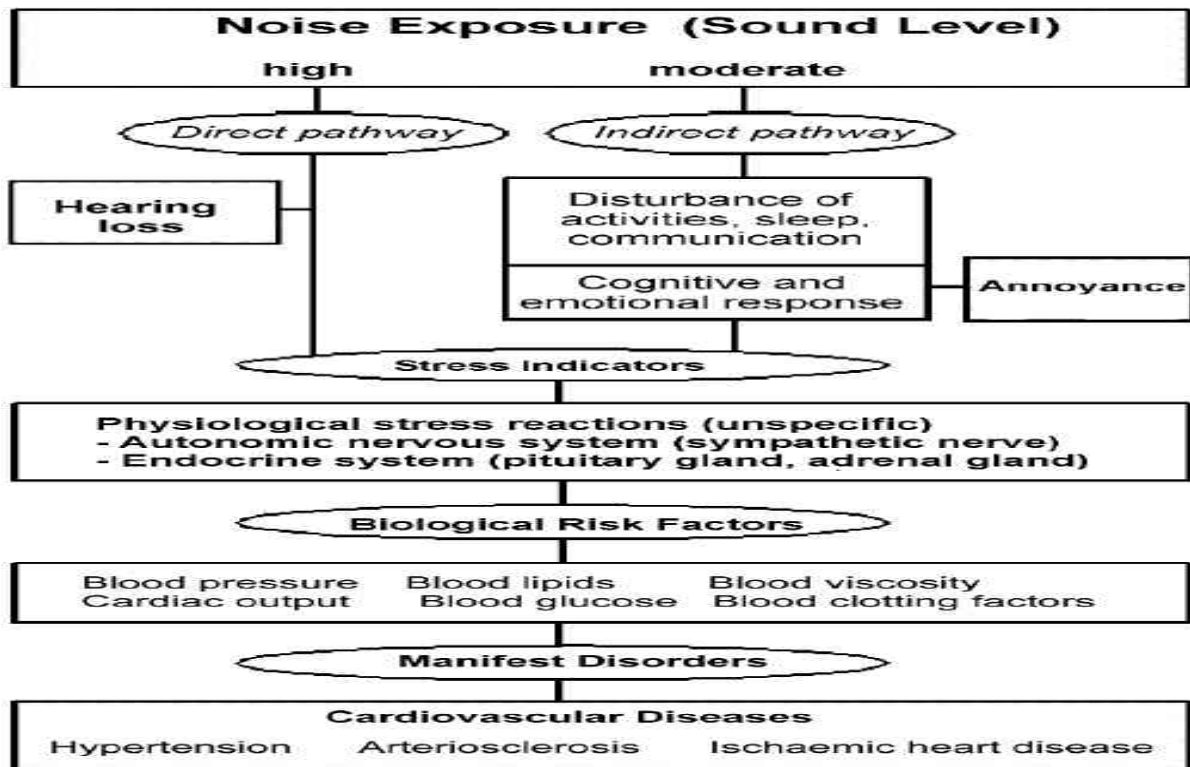 Noise Exposure (Sound Level)
high moderate
Direct pathway Indirect pathway
Hearing
loss
Disturbance of
activities, sleep,
communication
Cognitive and
emotional response
Annoyance
Stress Indicators
Physiological stress reactions (unspecific)
- Autonomic nervous system (sympathetic nerve)
- Endocrine system (pituitary gland, adrenal gland)
Biological Risk Factors
Blood pressure Blood lipids Blood viscosity
Cardiac output Blood glucose Blood clotting factors
Manifest Disorders
Cardiovascular Diseases
Hypertension Arteriosclerosis Ischaemic heart disease